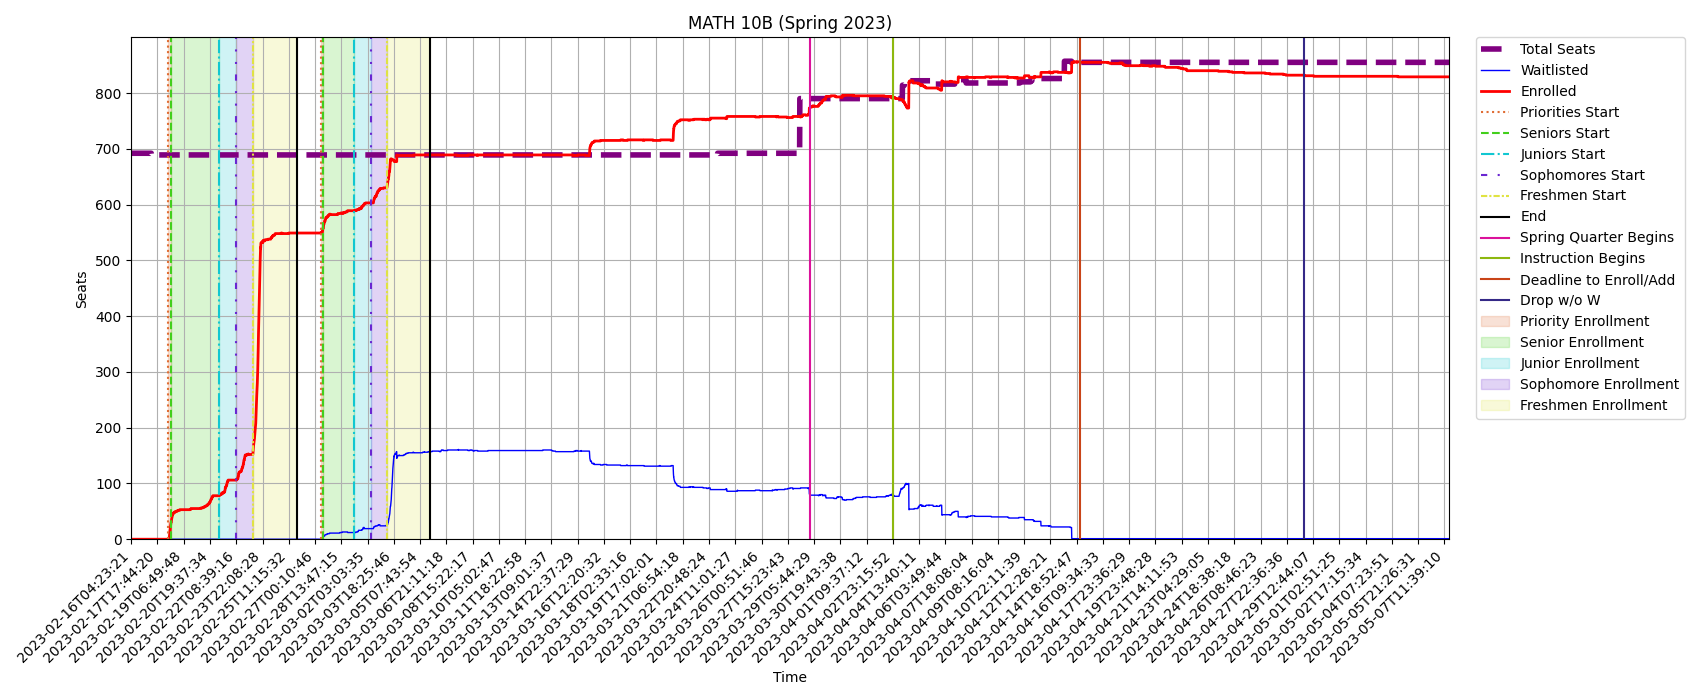 MATH 10B (Spring 2023)
Seats
800
700
600
500
400
300
200
100
0
2023-02-16T04:23:21
2023-02-17T17:44:20
2023-02-19T06:49:48
2023-02-20T19:37:34
2023-02-22T08:39:16
2023-02-23T22:08:28
2023-02-25T11:15:32
2023-02-27T00:10:46
2023-02-28T13:47:15
2023-03-02T03:03:35
2023-03-03T18:25:46
2023-03-05T07:43:54
2023-03-06T21:11:18
2023-03-08T15:22:17
2023-03-10T05:02:47
2023-03-11T18:22:58
2023-03-13T09:01:37
2023-03-14T22:37:29
2023-03-16T12:20:32
2023-03-18T02:33:16
2023-03-19T17:02:01
2023-03-21T06:54:18
2023-03-22T20:48:24
2023-03-24T11:01:27
2023-03-26T00:51:46
2023-03-27T15:23:43
2023-03-29T05:44:29
2023-03-30T19:43:38
2023-04-01T09:37:12
2023-04-02T23:15:52
2023-04-04T13:40:11
2023-04-06T03:49:44
2023-04-07T18:08:04
2023-04-09T08:16:04
2023-04-10T22:11:39
2023-04-12T12:28:21
2023-04-14T18:52:47
2023-04-16T09:34:33
2023-04-17T23:36:29
2023-04-19T23:48:28
2023-04-21T14:11:53
2023-04-23T04:29:05
2023-04-24T18:38:18
2023-04-26T08:46:23
2023-04-27T22:36:36
2023-04-29T12:44:07
2023-05-01T02:51:25
2023-05-02T17:15:34
2023-05-04T07:23:51
2023-05-05T21:26:31
2023-05-07T11:39:10
Time
Total Seats
Waitlisted
Enrolled
Priorities Start
Seniors Start
Juniors Start
Sophomores Start
Freshmen Start
End
Spring Quarter Begins
Instruction Begins
Deadline to Enroll/Add
Drop w/o W
Priority Enrollment
Senior Enrollment
Junior Enrollment
Sophomore Enrollment
Freshmen Enrollment